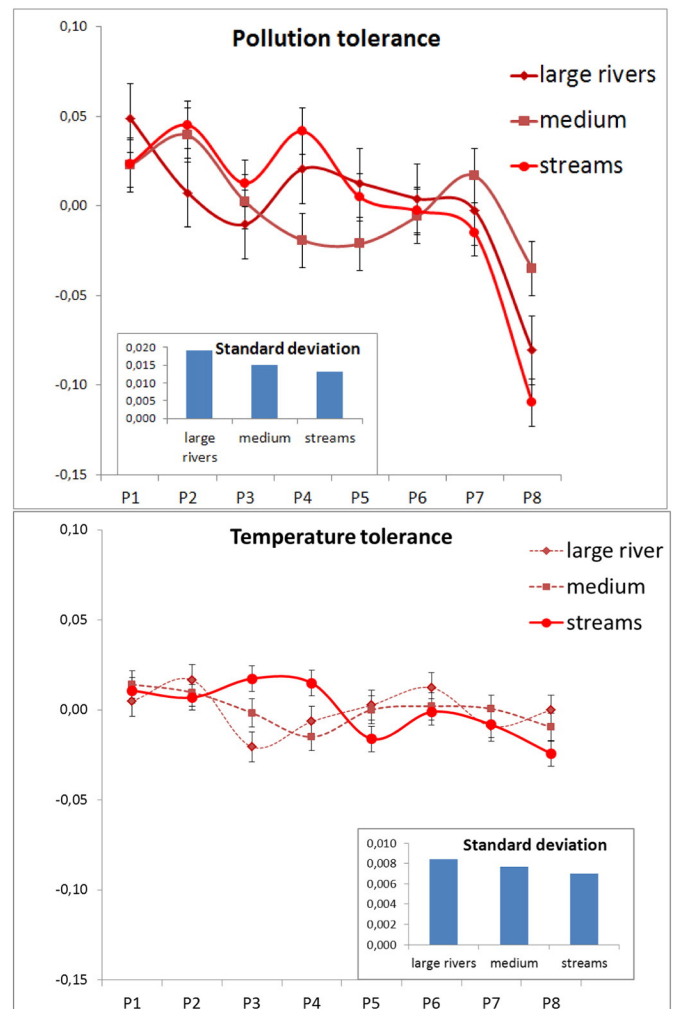 0,10
Pollution tolerance
large rivers
medium
streams
0,05
0,00
-0,05
-0,10
-0,15
0,020
0,015
0,010
0,005
0,000
Standard deviation
large
rivers
medium
streams
P1 P2 P3 P4 P5 P6 P7 P8
0,10
Temperature tolerance
large river
medium
streams
0,05
0,00
-0,05
-0,10
-0,15
0,010
0,008
0,006
0,004
0,002
0,000
Standard deviation
large rivers medium streams
P1 P2 P3 P4 P5 P6 P7 P8